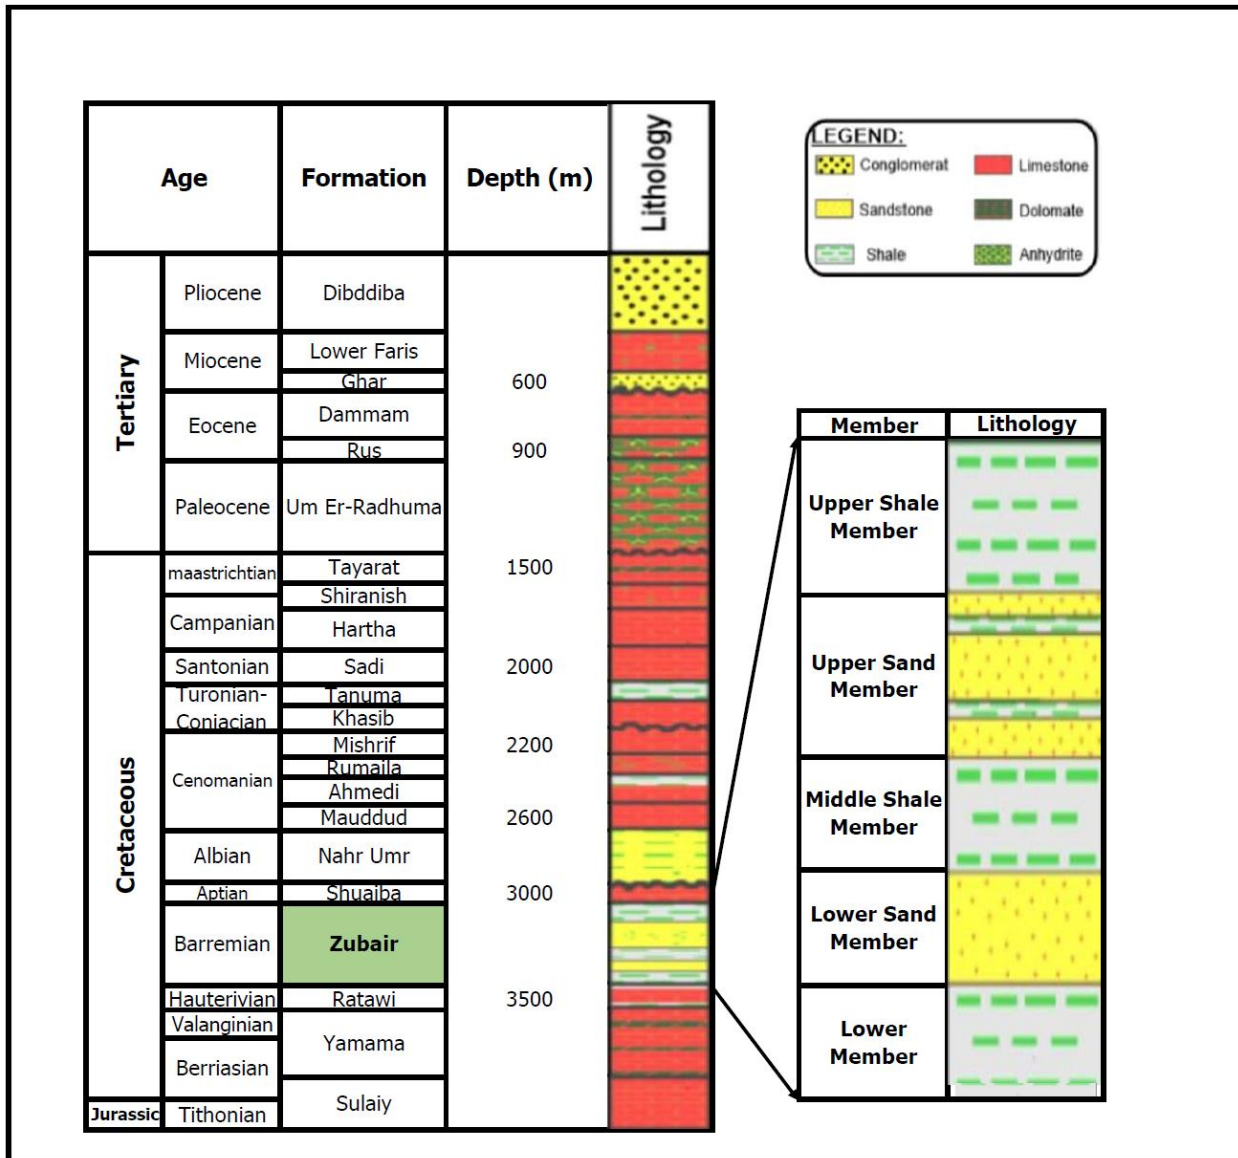 Age
Formation
Depth (m)
Lithology
LEGEND:
Conglomerat
Limestone
Sandstone
Dolomate
Shale
Anhydrite
Tertiary
Pliocene
Dibddiba
Miocene
Lower Faris
Ghar
600
Eocene
Dammam
Rus
900
Paleocene
Um Er-Radhuma
Cretaceous
maastrichtian
Tayarat
1500
Shiranish
Campanian
Hartha
Santonian
Sadi
2000
Turonian-
Coniacian
Tanuma
Khasib
Cenomanian
Mishrif
2200
Rumaila
Ahmedi
Mauddud
2600
Albian
Nahr Umr
Aptian
Shuaiba
3000
Barremian
Zubair
Hauterivian
Ratawi
3500
Valanginian
Yamama
Berriasian
Sulaiy
Jurassic
Tithonian
Member
Lithology
Upper Shale
Member
Upper Sand
Member
Middle Shale
Member
Lower Sand
Member
Lower
Member